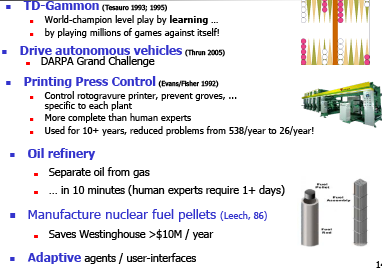 TD-Gammon (Tesauro 1993; 1995)
World-champion level play by learning ...
by playing millions of games against itself!
Drive autonomous vehicles (Thrun 2005)
DARPA Grand Challenge
Printing Press Control (Evans/Fisher 1992)
Control rotogravure printer, prevent groves, ...
specific to each plant
More complete than human experts
Used for 10+ years, reduced problems from 538/year to 26/year!
Oil refinery
Separate oil from gas
... in 10 minutes (human experts require 1+ days)
Manufacture nuclear fuel pellets (Leech, 86)
Saves Westinghouse >$10M / year
Adaptive agents / user-interfaces
Fuel
Pellet
Fuel
Assembly
Fuel
Rod